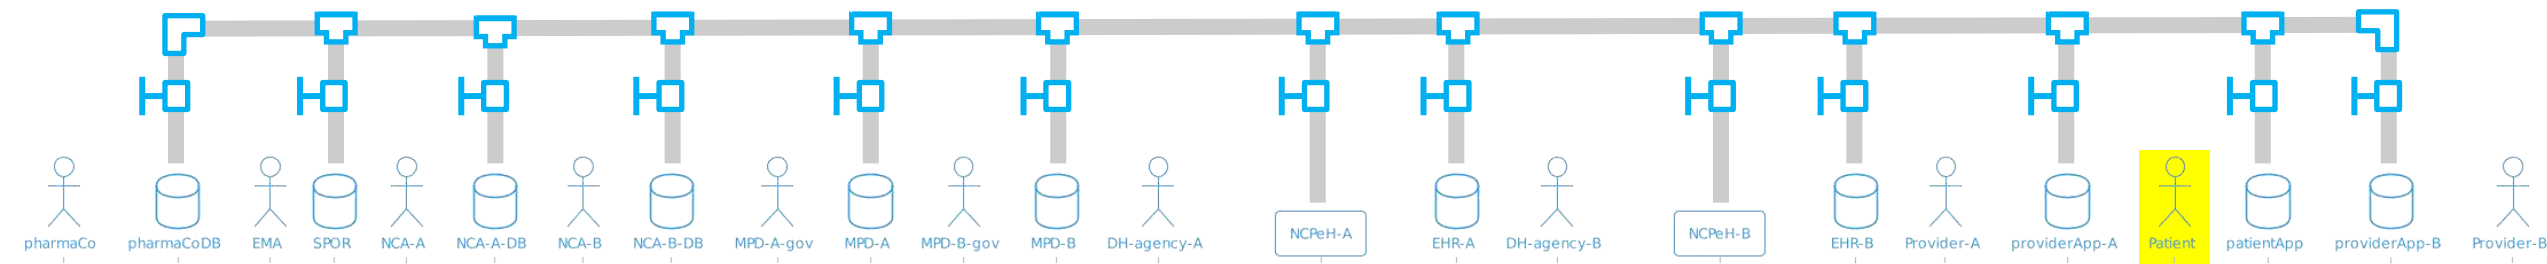 pharmaCo
pharmaCoDB
EMA
SPOR
NCA-A
NCA-A-DB
NCA-B
NCA-B-DB
MPD-A-gov
MPD-A
MPD-B-gov
MPD-B
DH-agency-A
NCPeH-A
EHR-A
DH-agency-B
NCPeH-B
EHR-B
Provider-A
providerApp-A
Patient
patientApp
providerApp-B
Provider-B